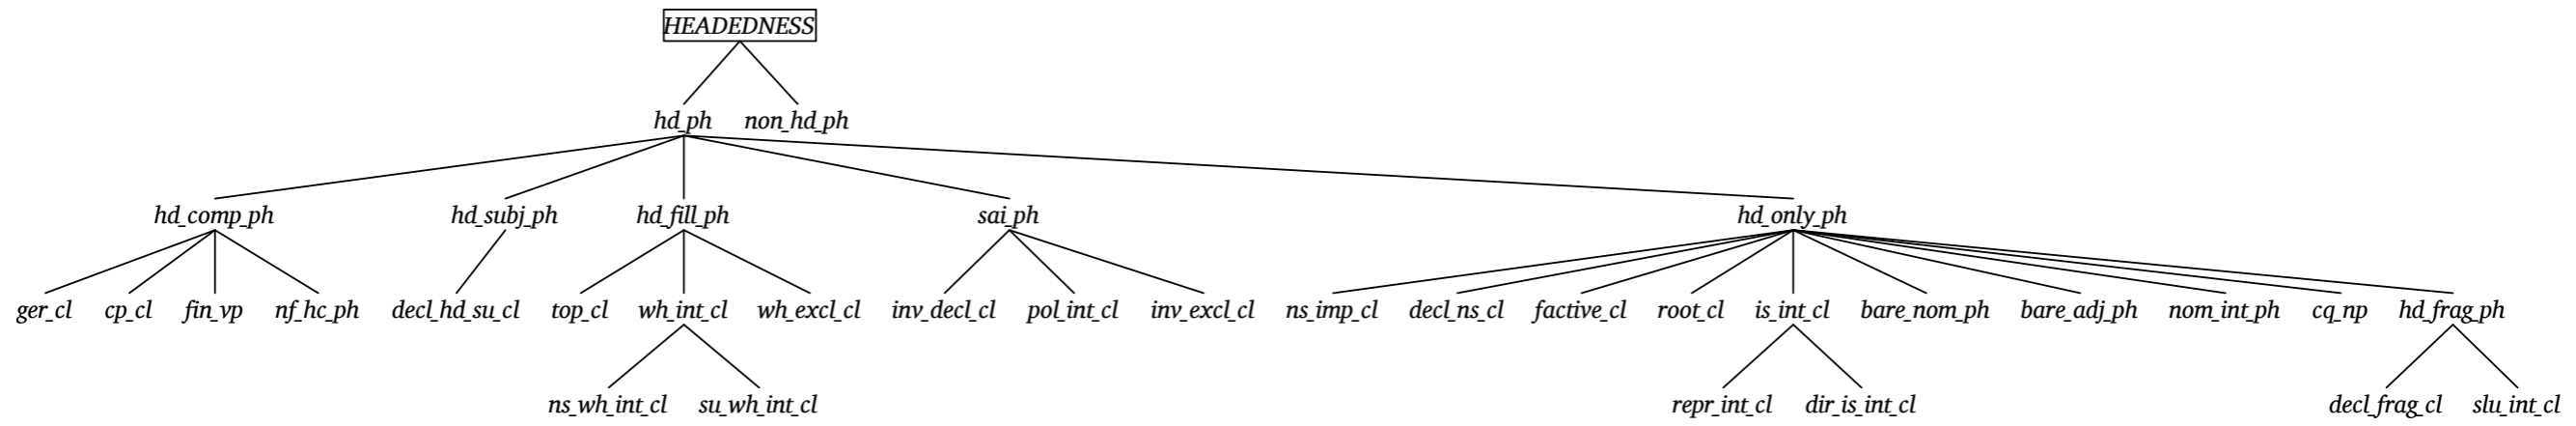 HEADEDNESS
hd_ph non_hd_ph
hd_comp_ph hd_subj_ph hd_fill_ph sai_ph hd_only_ph
ger_cl cp_cl fin_vp nf_hc_ph decl_hd_su_cl top_cl wh_int_cl wh_excl_cl inv_decl_cl pol_int_cl inv_excl_cl ns_imp_cl decl_ns_cl factive_cl root_cl is_int_cl bare_nom_ph bare_adj_ph nom_int_ph cq_np hd_frag_ph
ns_wh_int_cl su_wh_int_cl repr_int_cl dir_is_int_cl decl_frag_cl slu_int_cl